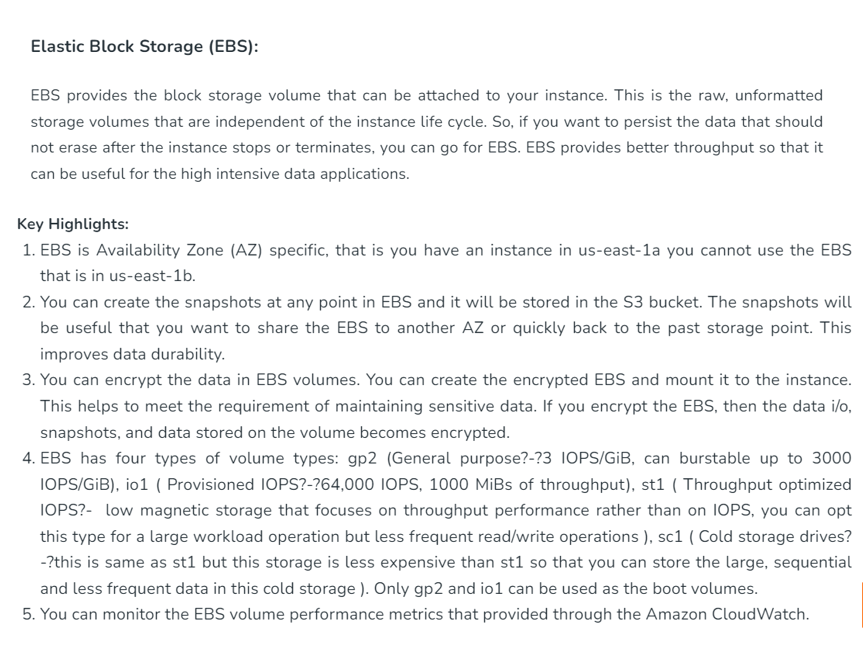 Elastic Block Storage (EBS):
EBS provides the block storage volume that can be attached to your instance. This is the raw, unformatted
storage volumes that are independent of the instance life cycle. So, if you want to persist the data that should
not erase after the instance stops or terminates, you can go for EBS. EBS provides better throughput so that it
can be useful for the high intensive data applications.
Key Highlights:
1. EBS is Availability Zone (AZ) specific, that is you have an instance in us-east-1a you cannot use the EBS
that is in us-east-1b.
2. You can create the snapshots at any point in EBS and it will be stored in the S3 bucket. The snapshots will
be useful that you want to share the EBS to another AZ or quickly back to the past storage point. This
improves data durability.
3. You can encrypt the data in EBS volumes. You can create the encrypted EBS and mount it to the instance.
This helps to meet the requirement of maintaining sensitive data. If you encrypt the EBS, then the data i/o,
snapshots, and data stored on the volume becomes encrypted.
4. EBS has four types of volume types: gp2 (General purpose?-?3 IOPS/GiB, can burstable up to 3000
IOPS/GiB), io1 ( Provisioned IOPS?-?64,000 IOPS, 1000 MiBs of throughput), st1 ( Throughput optimized
IOPS?- low magnetic storage that focuses on throughput performance rather than on IOPS, you can opt
this type for a large workload operation but less frequent read/write operations ), sc1 ( Cold storage drives?
-?this is same as st1 but this storage is less expensive than st1 so that you can store the large, sequential
and less frequent data in this cold storage ). Only gp2 and io1 can be used as the boot volumes.
5. You can monitor the EBS volume performance metrics that provided through the Amazon CloudWatch.